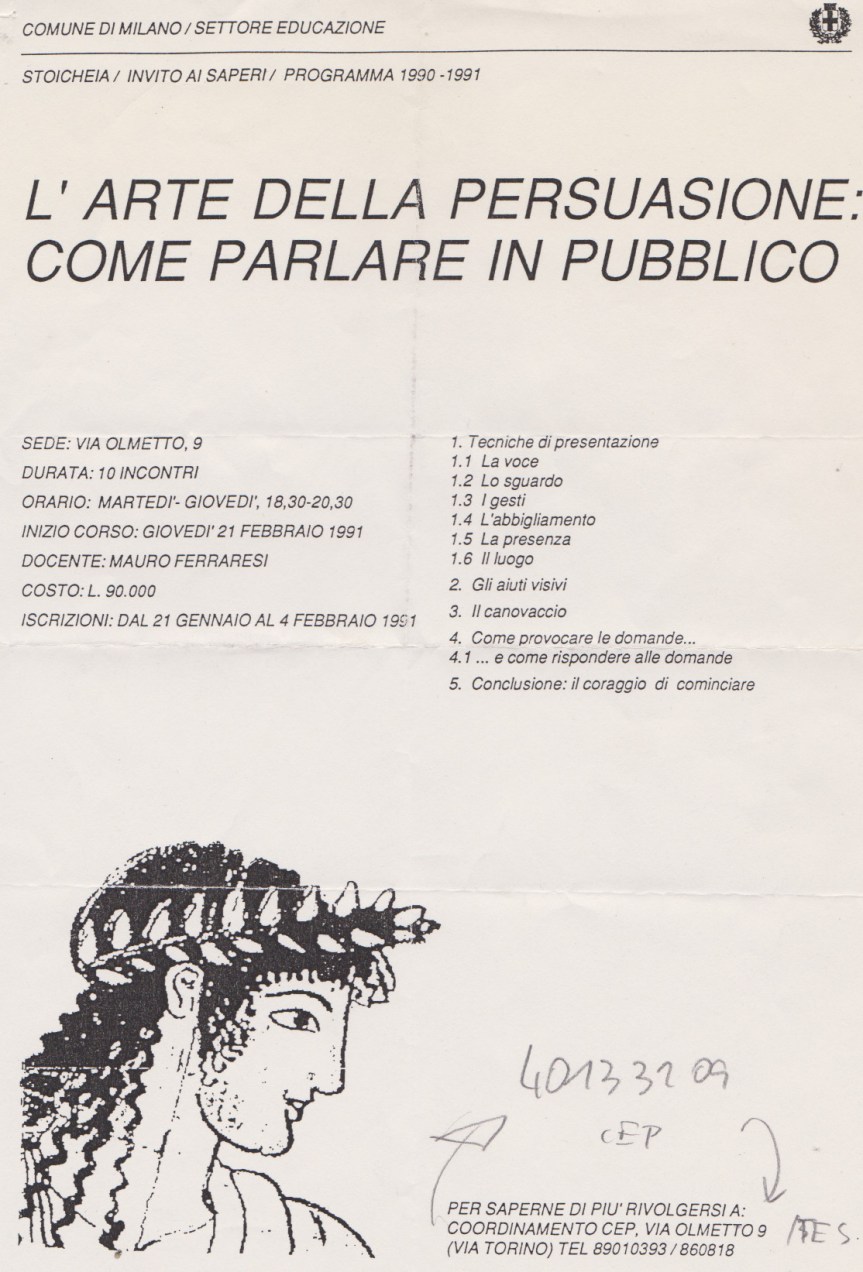 COMUNE DI MILANO / SETTORE EDUCAZIONE
STOICHEIA / INVITO AI SAPERI / PROGRAMMA 1990 -1991
L' ARTE DELLA PERSUASIONE:
COME PARLARE IN PUBBLICO
SEDE: VIA OLMETTO, 9
DURATA: 10 INCONTRI
ORARIO: MARTEDI'- GIOVEDI', 18,30-20,30
INIZIO CORSO: GIOVEDI' 21 FEBBRAIO 1991
DOCENTE: MAURO FERRARESI
COSTO: L. 90.000
ISCRIZIONI: DAL 21 GENNAIO AL 4 FEBBRAIO 1991
1. Tecniche di presentazione
1.1 La voce
1.2 Lo sguardo
1.3 I gesti
1.4 L'abbigliamento
1.5 La presenza
1.6 Il luogo
2. Gli aiuti visivi
3. Il canovaccio
4. Come provocare le domande...
4.1 ... e come rispondere alle domande
5. Conclusione: il coraggio di cominciare
40133109
CEP
PER SAPERNE DI PIU' RIVOLGERSI A:
COORDINAMENTO CEP, VIA OLMETTO 9
(VIA TORINO) TEL 89010393 / 860818